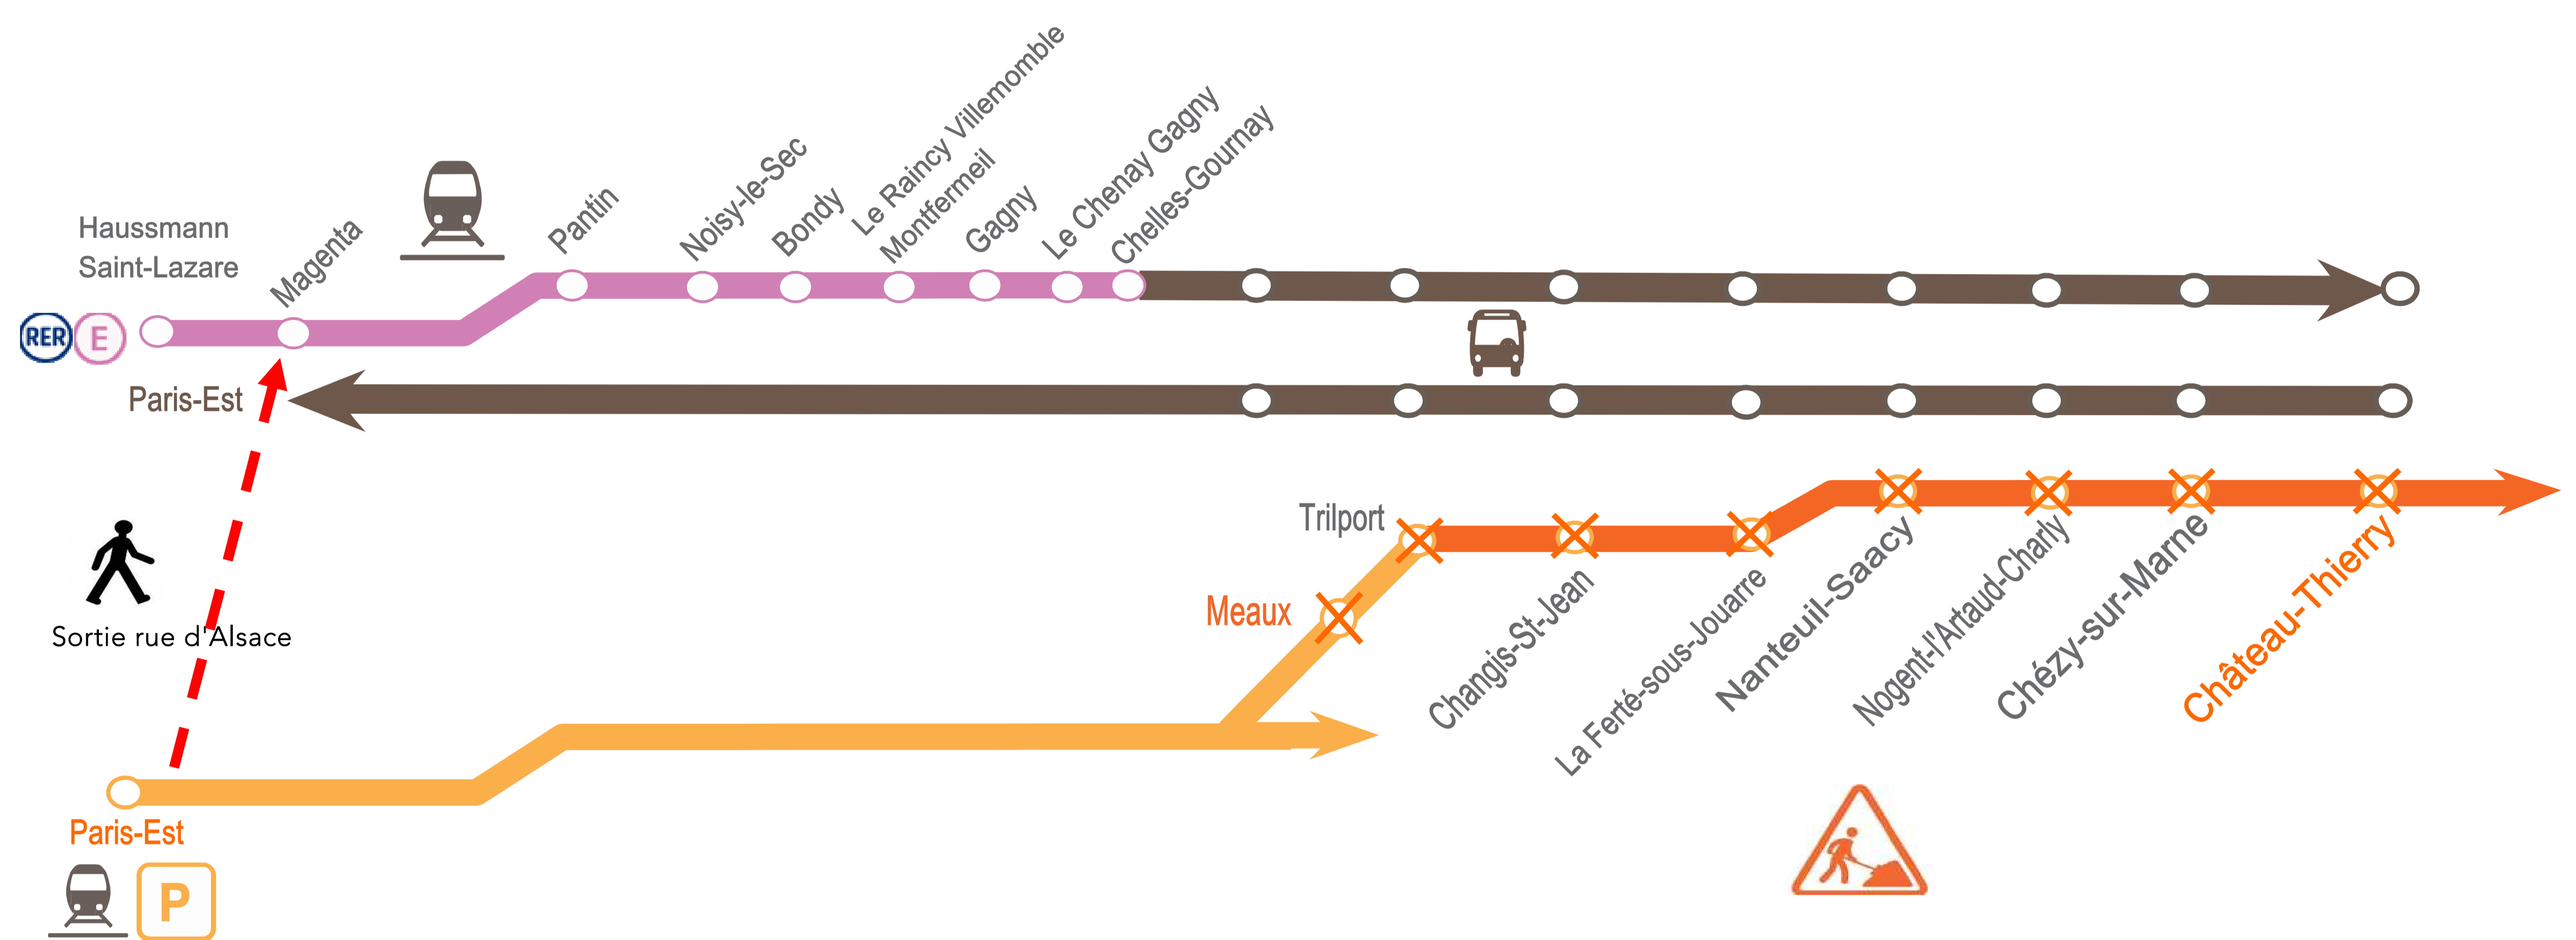 Haussmann
Saint-Lazare
Magenta
Pantin
Noisy-le-Sec
Bondy
Le Raincy Villemomble
Montfermeil
Gagny
Le Chenay Gagny
Chelles-Gournay
RER
E
Paris-Est
Sortie rue d'Alsace
Trilport
Meaux
Changis-St-Jean
La Ferté-sous-Jouarre
Nanteuil-Saacy
Nogent-l'Artaud-Charly
Chézy-sur-Marne
Château-Thierry
Paris-Est
P